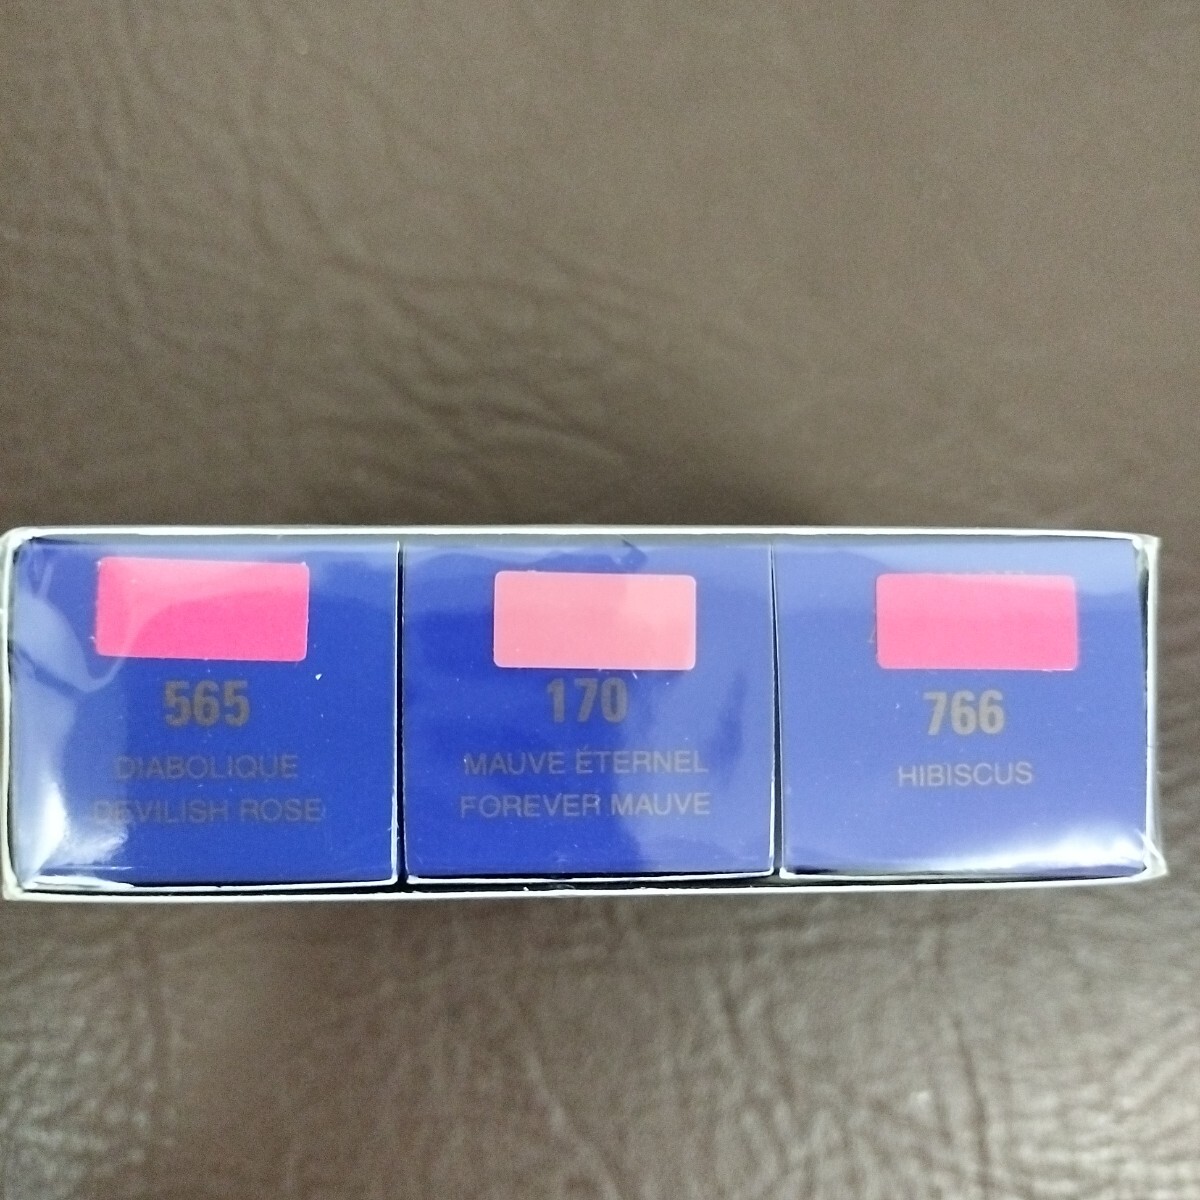 565
DIABOLIQUE
DEVILISH ROSE
170
MAUVE ÉTERNEL
FOREVER MAUVE
766
HIBISCUS